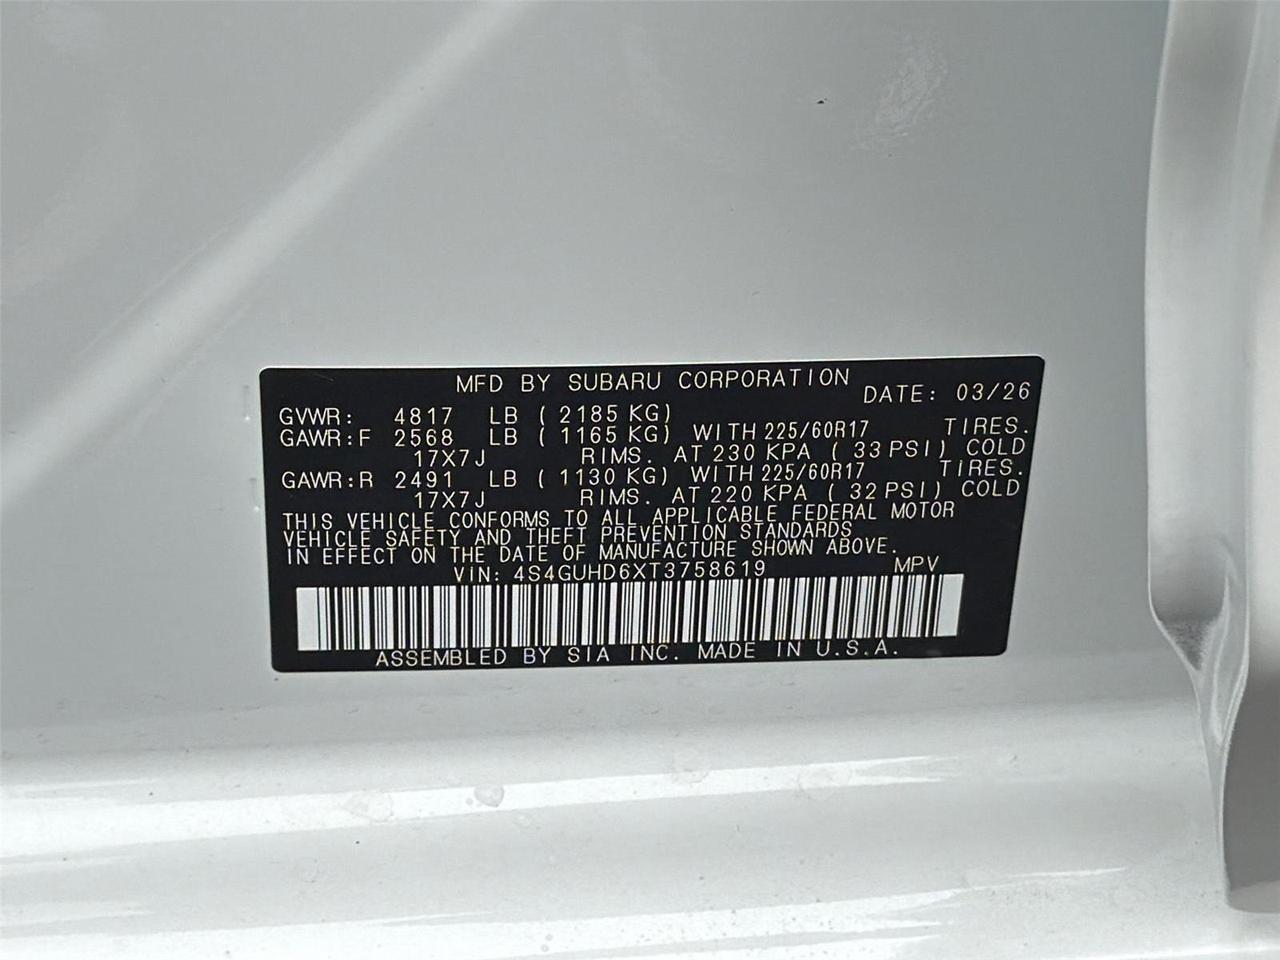 MFD BY SUBARU CORPORATION DATE: 03/26
GVWR: 4817 LB ( 2185 KG)
GAWR:F 2568 LB ( 1165 KG) WITH 225/60R17 TIRES.
17X7J RIMS. AT 230 KPA ( 33 PSI) COLD
GAWR:R 2491 LB ( 1130 KG) WITH 225/60R17 TIRES.
17X7J RIMS. AT 220 KPA ( 32 PSI) COLD
THIS VEHICLE CONFORMS TO ALL APPLICABLE FEDERAL MOTOR
VEHICLE SAFETY AND THEFT PREVENTION STANDARDS
IN EFFECT ON THE DATE OF MANUFACTURE SHOWN ABOVE.
VIN: 4S4GUHD6XT3758619 MPV
ASSEMBLED BY SIA INC. MADE IN U.S.A.